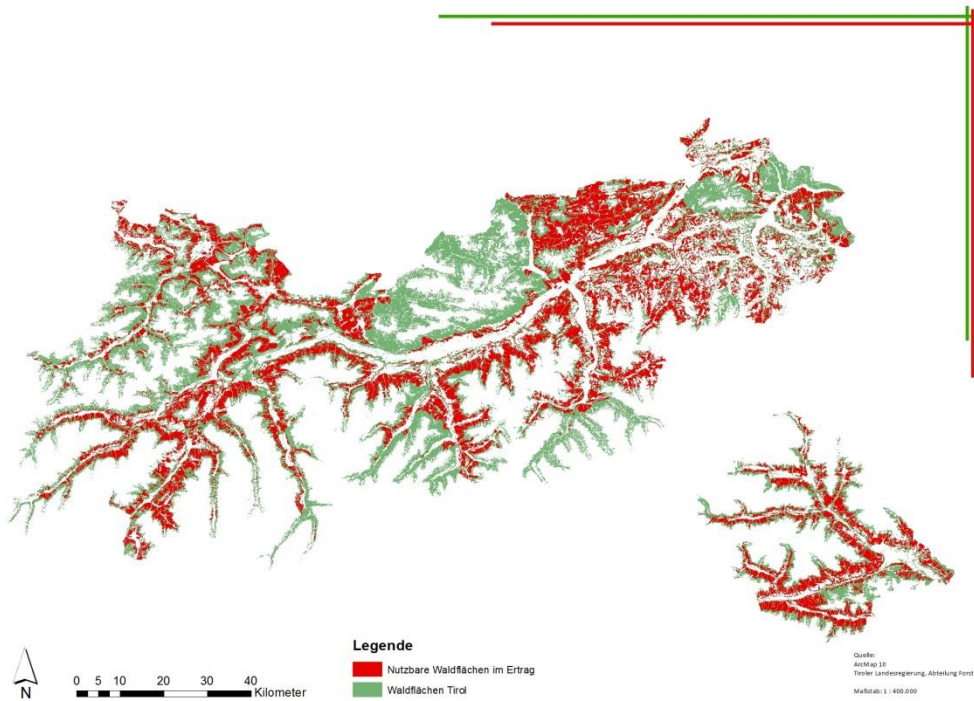 Legende
Nutzbare Waldflächen im Ertrag
Waldflächen Tirol
N
0 5 10 20 30 40
Kilometer
Quelle:
ArcMap 10
Tiroler Landesregierung, Abteilung Forst
Maßstab: 1 : 400.000